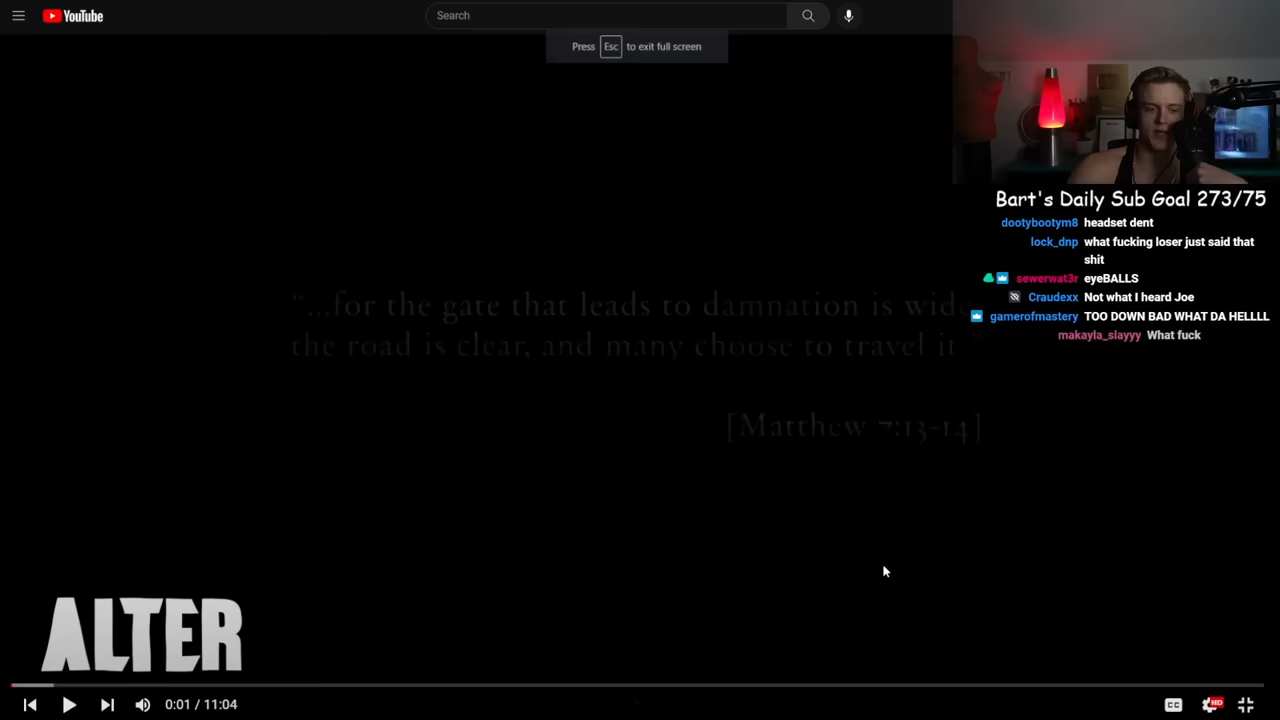 YouTube
Search
Press Esc to exit full screen
Bart's Daily Sub Goal 273/75
dootybootym8 headset dent
lock_dnp what fucking loser just said that
shit
sewerwat3r eyeBALLS
Craudexx Not what I heard Joe
gamerofmastery TOO DOWN BAD WHAT DA HELLLL
makayla_slayyy What fuck
"...for the gate that leads to damnation is wide
the road is clear, and many choose to travel it "
[Matthew 7:13-14]
ALTER
0:01 / 11:04
CC
HD